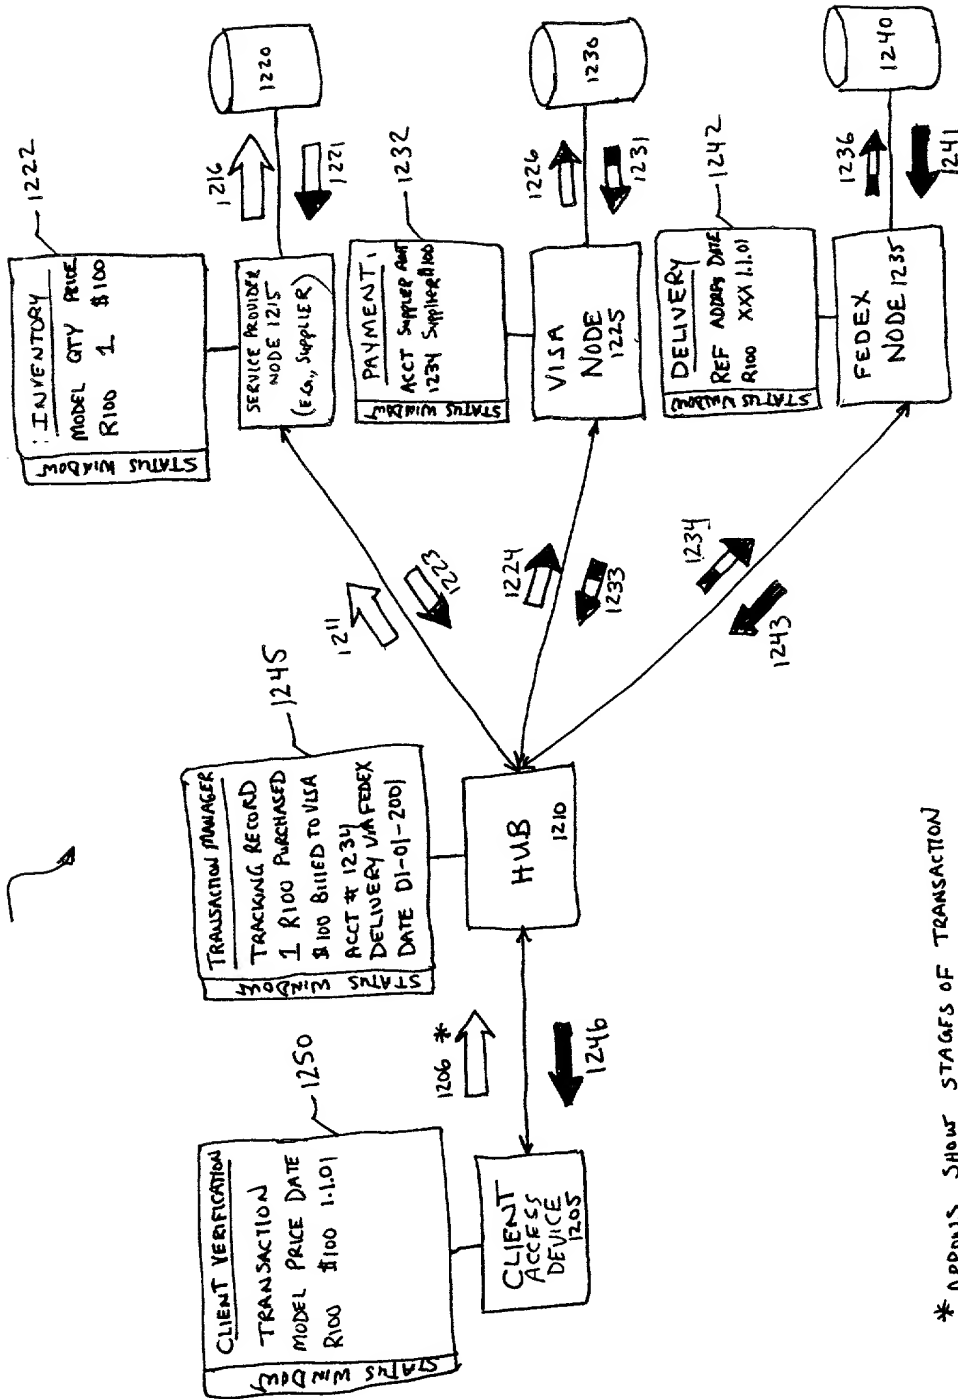 CLIENT VERIFICATION
TRANSACTION
MODEL PRICE DATE
R100 $100 1.1.01
STATUS WINDOW
1250
CLIENT
ACCESS
DEVICE
1205
1206 *
1246
TRANSACTION MANAGER
TRACKING RECORD
1 R100 PURCHASED
$100 BILLED TO VISA
ACCT # 1234
DELIVERY VIA FEDEX
DATE 01-01-2001
STATUS WINDOW
1245
HUB
1210
1211
1223
1224
1233
1234
1243
: INVENTORY
MODEL QTY PRICE
R100 1 $100
STATUS WINDOW
1222
SERVICE PROVIDER
NODE 1215
(E.G., SUPPLIER)
1216
1221
1220
PAYMENT:
ACCT SUPPLIER AMT
1234 Supplier $100
STATUS WINDOW
1232
VISA
NODE
1225
1226
1231
1230
DELIVERY
REF ADDRESS DATE
R100 XXX 1.1.01
STATUS WINDOW
1242
FEDEX
NODE 1235
1236
1241
1240
* ARROWS SHOW STAGES OF TRANSACTION